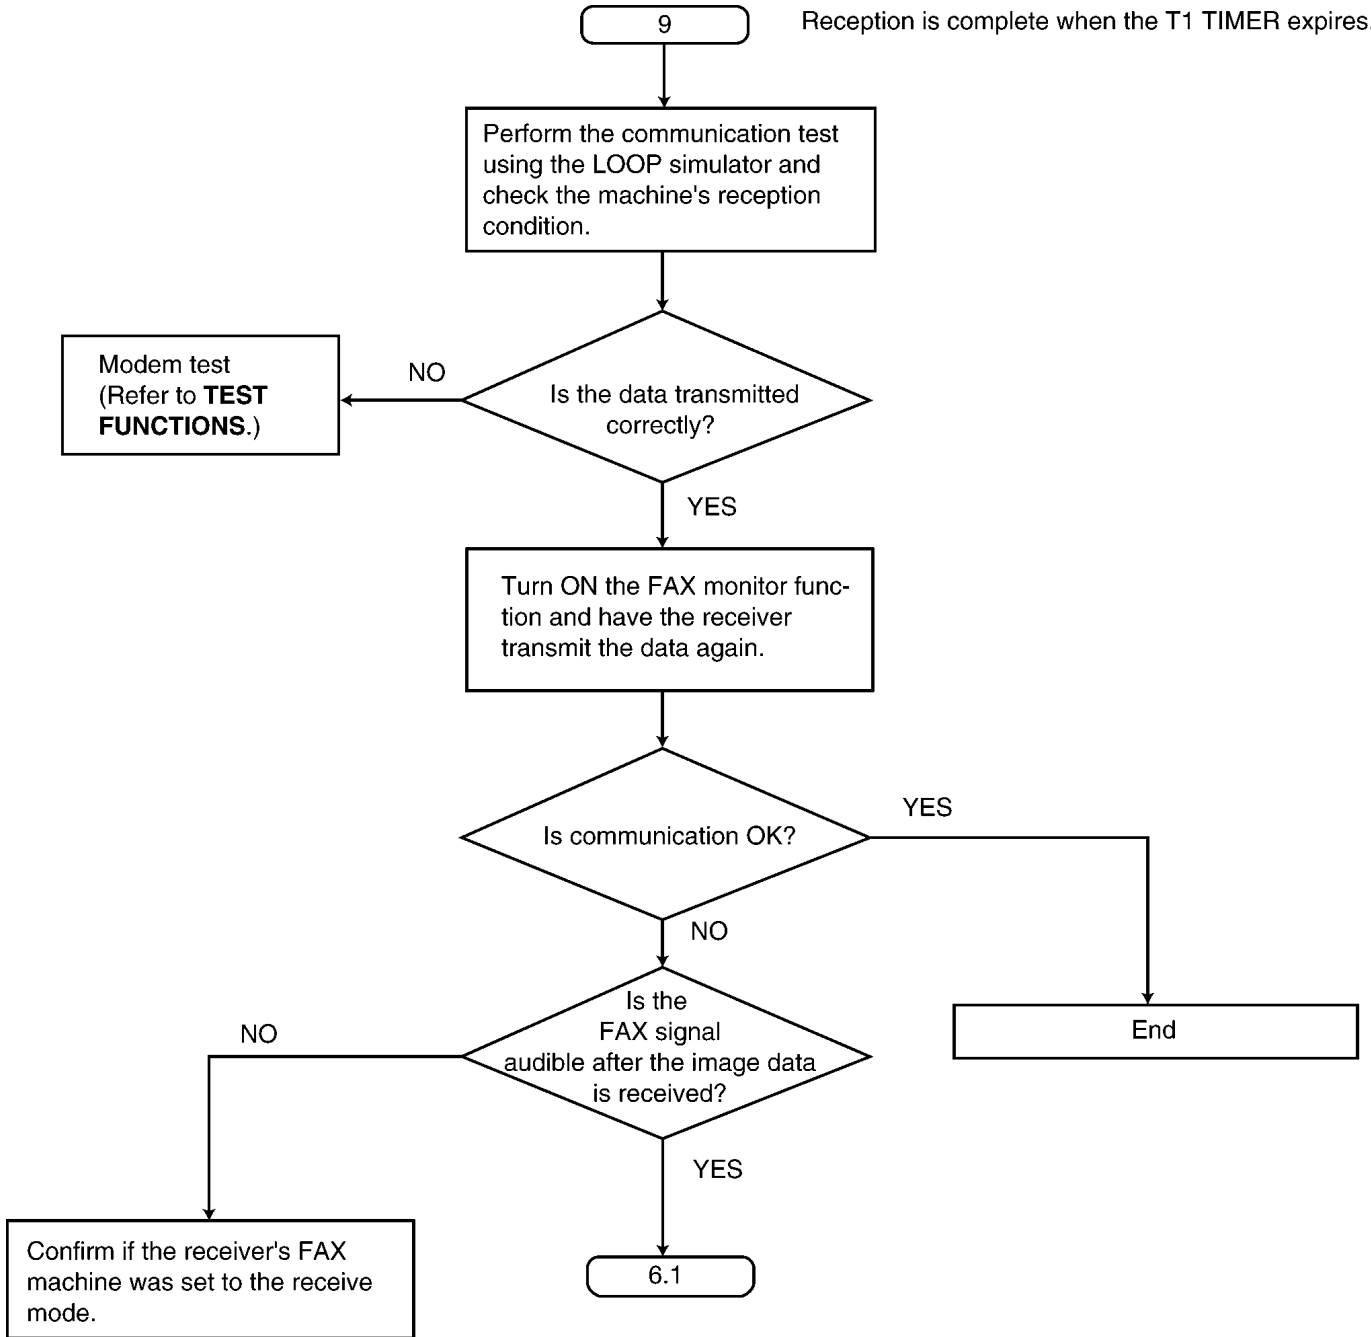 9
Reception is complete when the T1 TIMER expires.
Perform the communication test
using the LOOP simulator and
check the machine's reception
condition.
Modem test
(Refer to TEST
FUNCTIONS.)
NO
Is the data transmitted
correctly?
YES
Turn ON the FAX monitor func-
tion and have the receiver
transmit the data again.
Is communication OK?
YES
NO
End
Is the
FAX signal
audible after the image data
is received?
NO
YES
Confirm if the receiver's FAX
machine was set to the receive
mode.
6.1